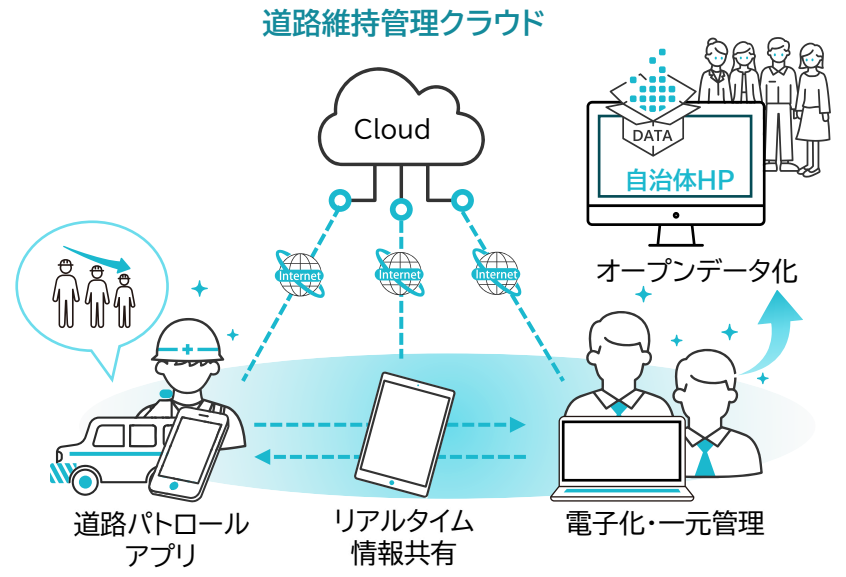 道路維持管理クラウド
Cloud
DATA
自治体HP
オープンデータ化
Internet
Internet
Internet
道路パトロール
アプリ
リアルタイム
情報共有
電子化・一元管理